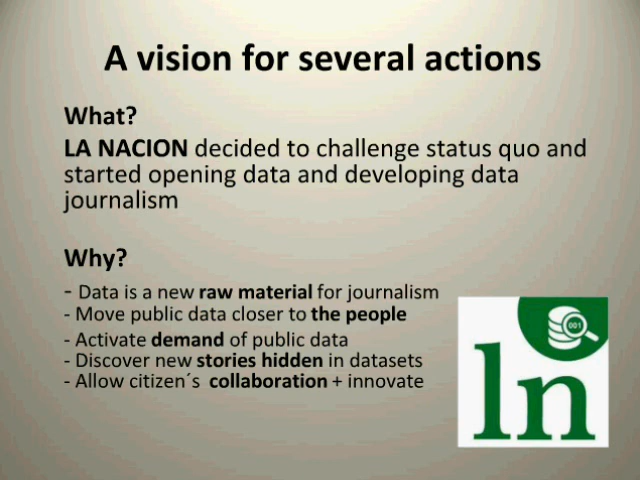 A vision for several actions
What?
LA NACION decided to challenge status quo and
started opening data and developing data
journalism
Why?
- Data is a new raw material for journalism
- Move public data closer to the people
- Activate demand of public data
- Discover new stories hidden in datasets
- Allow citizen´s  collaboration + innovate
001
ln